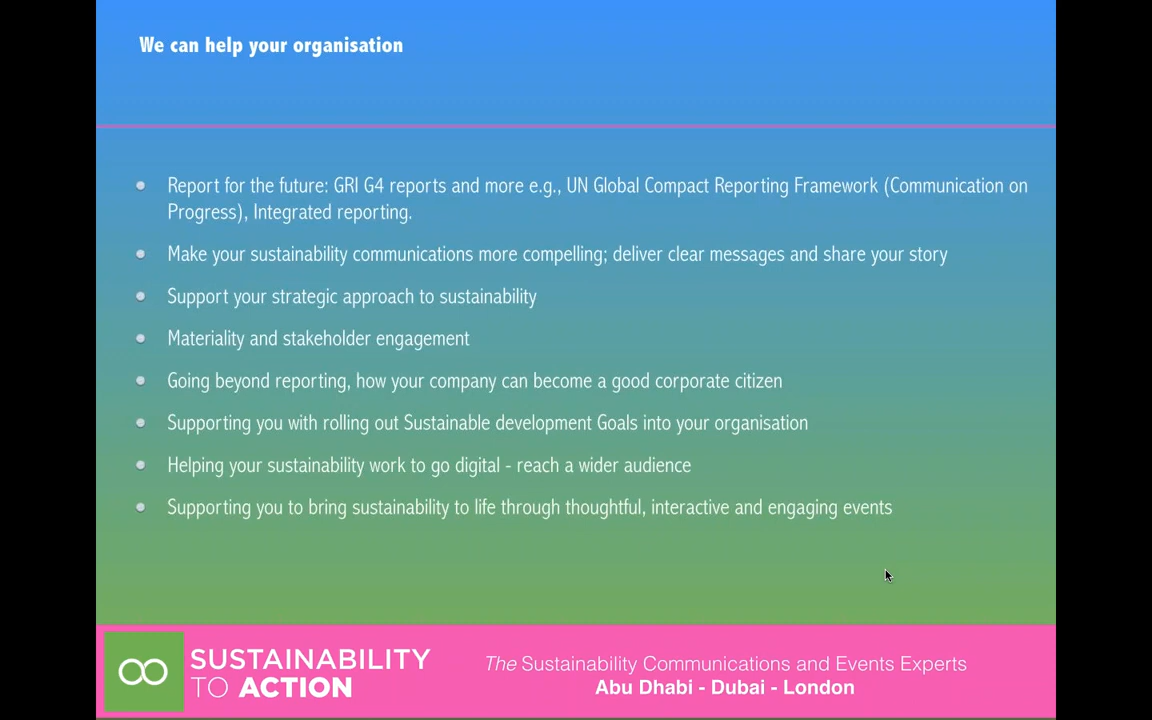 We can help your organisation
Report for the future: GRI G4 reports and more e.g., UN Global Compact Reporting Framework (Communication on
Progress), Integrated reporting.
Make your sustainability communications more compelling; deliver clear messages and share your story
Support your strategic approach to sustainability
Materiality and stakeholder engagement
Going beyond reporting, how your company can become a good corporate citizen
Supporting you with rolling out Sustainable development Goals into your organisation
Helping your sustainability work to go digital - reach a wider audience
Supporting you to bring sustainability to life through thoughtful, interactive and engaging events
SUSTAINABILITY
TO ACTION
The Sustainability Communications and Events Experts
Abu Dhabi - Dubai - London